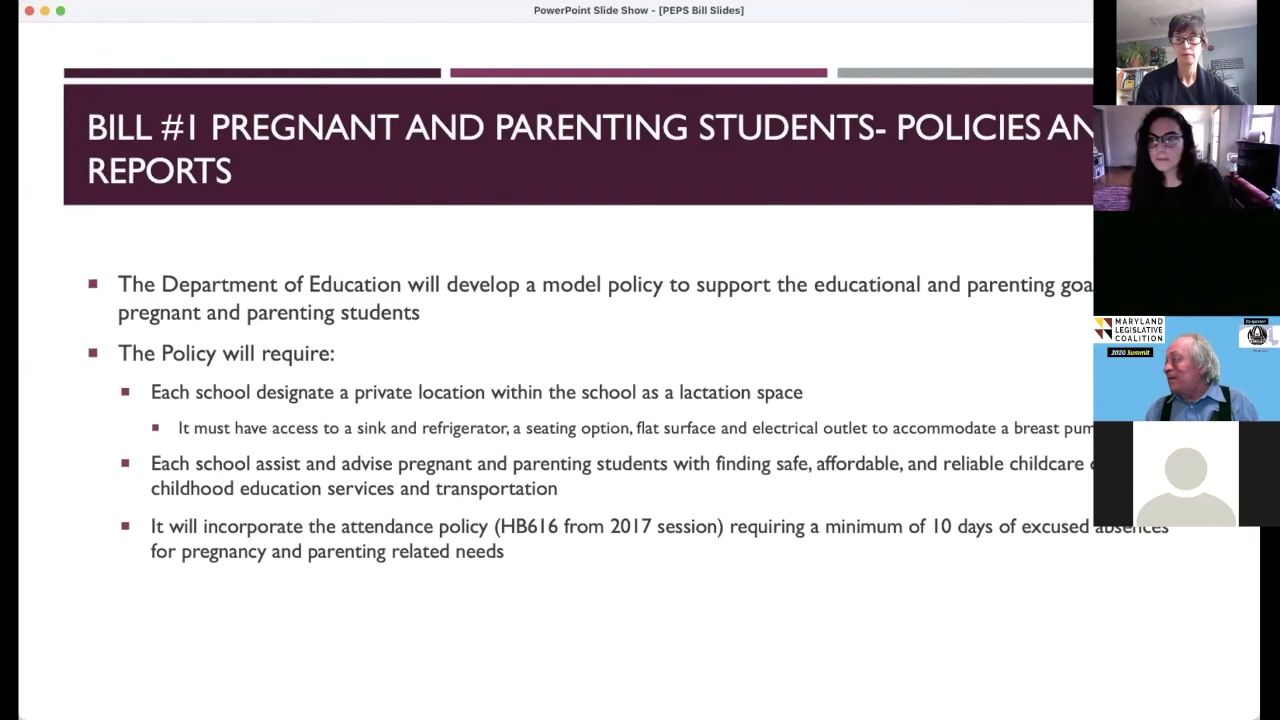 PowerPoint Slide Show - [PEPS Bill Slides]
BILL #1 PREGNANT AND PARENTING STUDENTS- POLICIES AN
REPORTS
The Department of Education will develop a model policy to support the educational and parenting goa
pregnant and parenting students
The Policy will require:
Each school designate a private location within the school as a lactation space
It must have access to a sink and refrigerator, a seating option, flat surface and electrical outlet to accommodate a breast pum
Each school assist and advise pregnant and parenting students with finding safe, affordable, and reliable childcare
childhood education services and transportation
It will incorporate the attendance policy (HB616 from 2017 session) requiring a minimum of 10 days of excused absences
for pregnancy and parenting related needs
MARYLAND
LEGISLATIVE
COALITION
2020 Summit